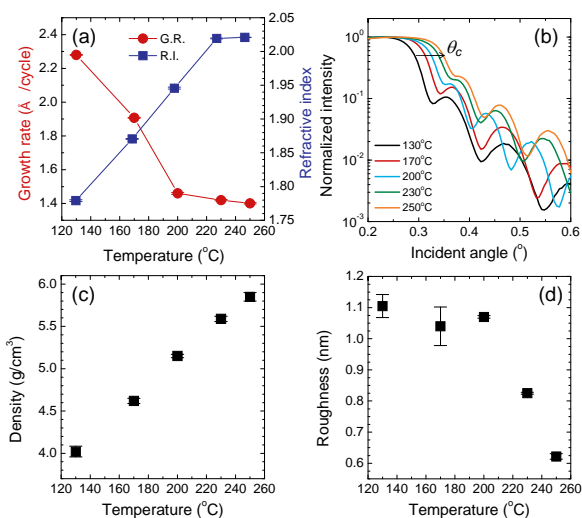 (a)
G.R.
R.I.
Growth rate (Å/cycle)
2.4
2.2
2.0
1.8
1.6
1.4
Refractive index
2.05
2.00
1.95
1.90
1.85
1.80
1.75
120 140 160 180 200 220 240 260
Temperature (°C)
(b)
θc
Normalized intensity
10⁰
10⁻¹
10⁻²
10⁻³
130°C
170°C
200°C
230°C
250°C
0.2 0.3 0.4 0.5 0.6
Incident angle (°)
(c)
Density (g/cm³)
6.0
5.5
5.0
4.5
4.0
120 140 160 180 200 220 240 260
Temperature (°C)
(d)
Roughness (nm)
1.2
1.1
1.0
0.9
0.8
0.7
0.6
120 140 160 180 200 220 240 260
Temperature (°C)